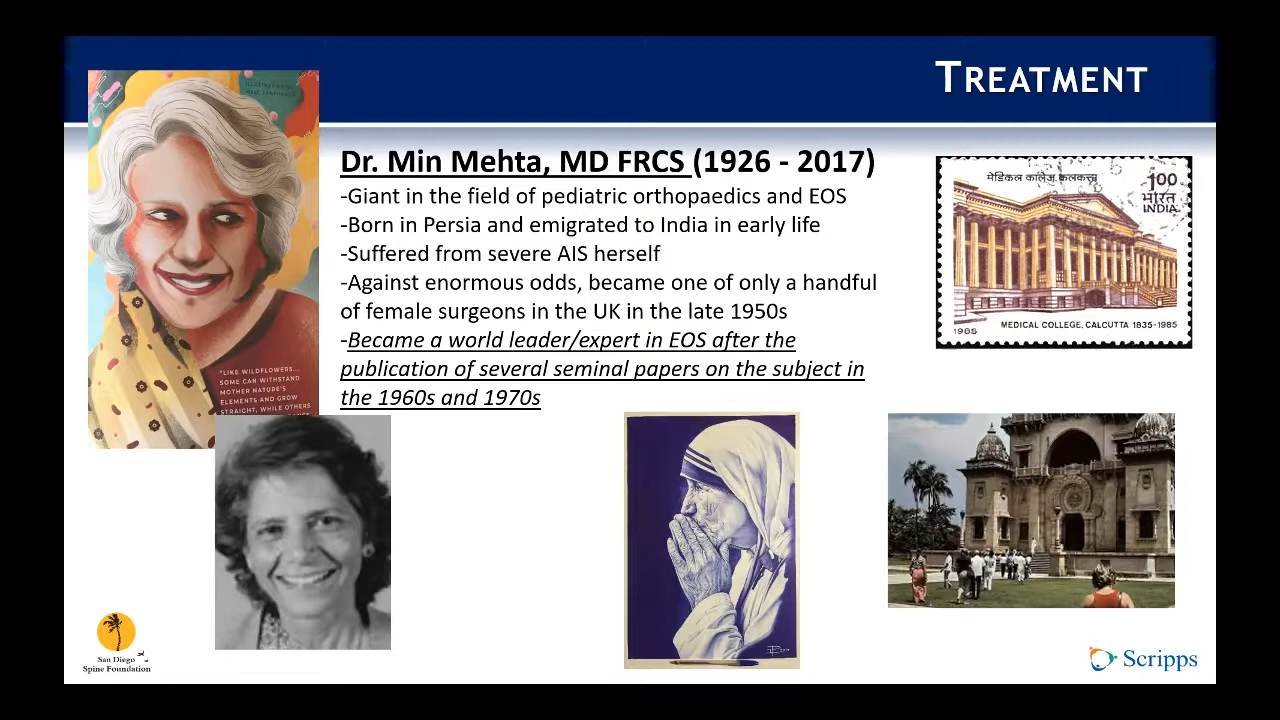 TREATMENT
Dr. Min Mehta, MD FRCS (1926 - 2017)
-Giant in the field of pediatric orthopaedics and EOS
-Born in Persia and emigrated to India in early life
-Suffered from severe AIS herself
-Against enormous odds, became one of only a handful
of female surgeons in the UK in the late 1950s
-Became a world leader/expert in EOS after the
publication of several seminal papers on the subject in
the 1960s and 1970s
"LIKE WILDFLOWERS...
SOME CAN WITHSTAND
MOTHER NATURE'S
ELEMENTS AND GROW
STRAIGHT, WHILE OTHERS
मेडिकल कालेज कलकत्ता
100
भारत
INDIA
1985
MEDICAL COLLEGE, CALCUTTA 1835-1985
San Diego
Spine Foundation
Scripps